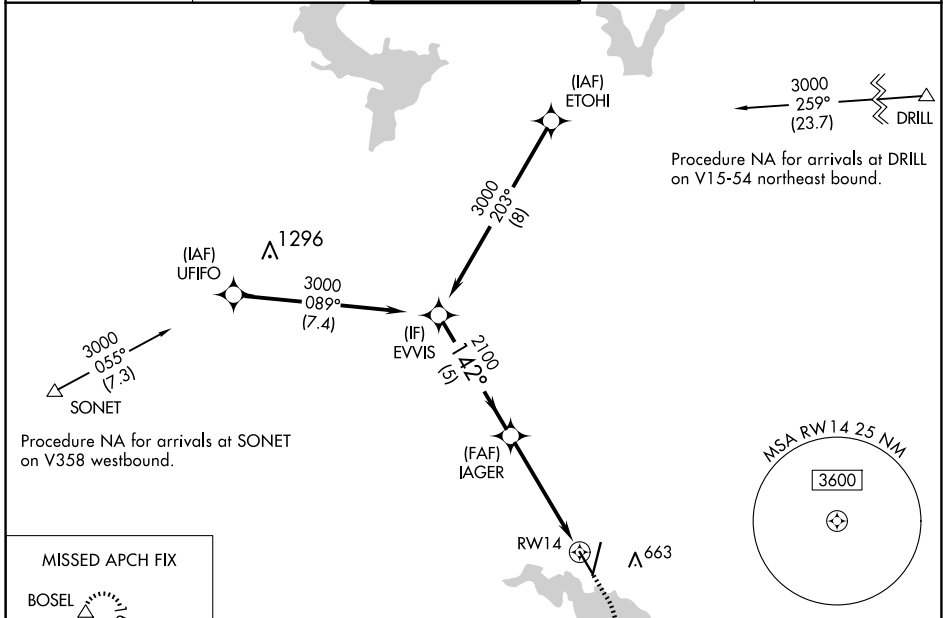 (IAF)
ETOHI
3000
203°
(8)
3000
259°
(23.7)
DRILL
Procedure NA for arrivals at DRILL
on V15-54 northeast bound.
1296
(IAF)
UFIFO
3000
089°
(7.4)
(IF)
EVVIS
3000
055°
(7.3)
SONET
Procedure NA for arrivals at SONET
on V358 westbound.
2100
142°
(5)
(FAF)
IAGER
RW14
663
MSA RW14 25 NM
3600
MISSED APCH FIX
BOSEL